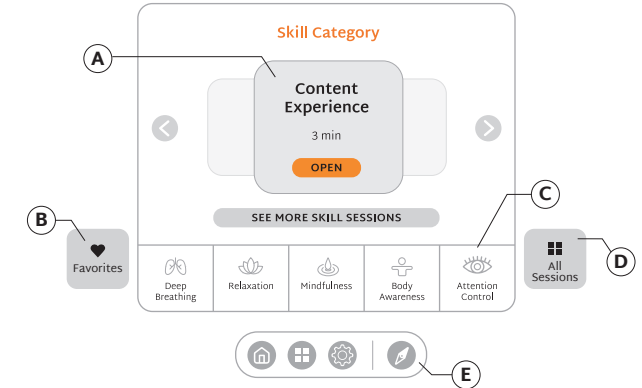 Skill Category
A
Content
Experience
3 min
OPEN
SEE MORE SKILL SESSIONS
C
B
Favorites
D
All
Sessions
Deep
Breathing
Relaxation
Mindfulness
Body
Awareness
Attention
Control
E